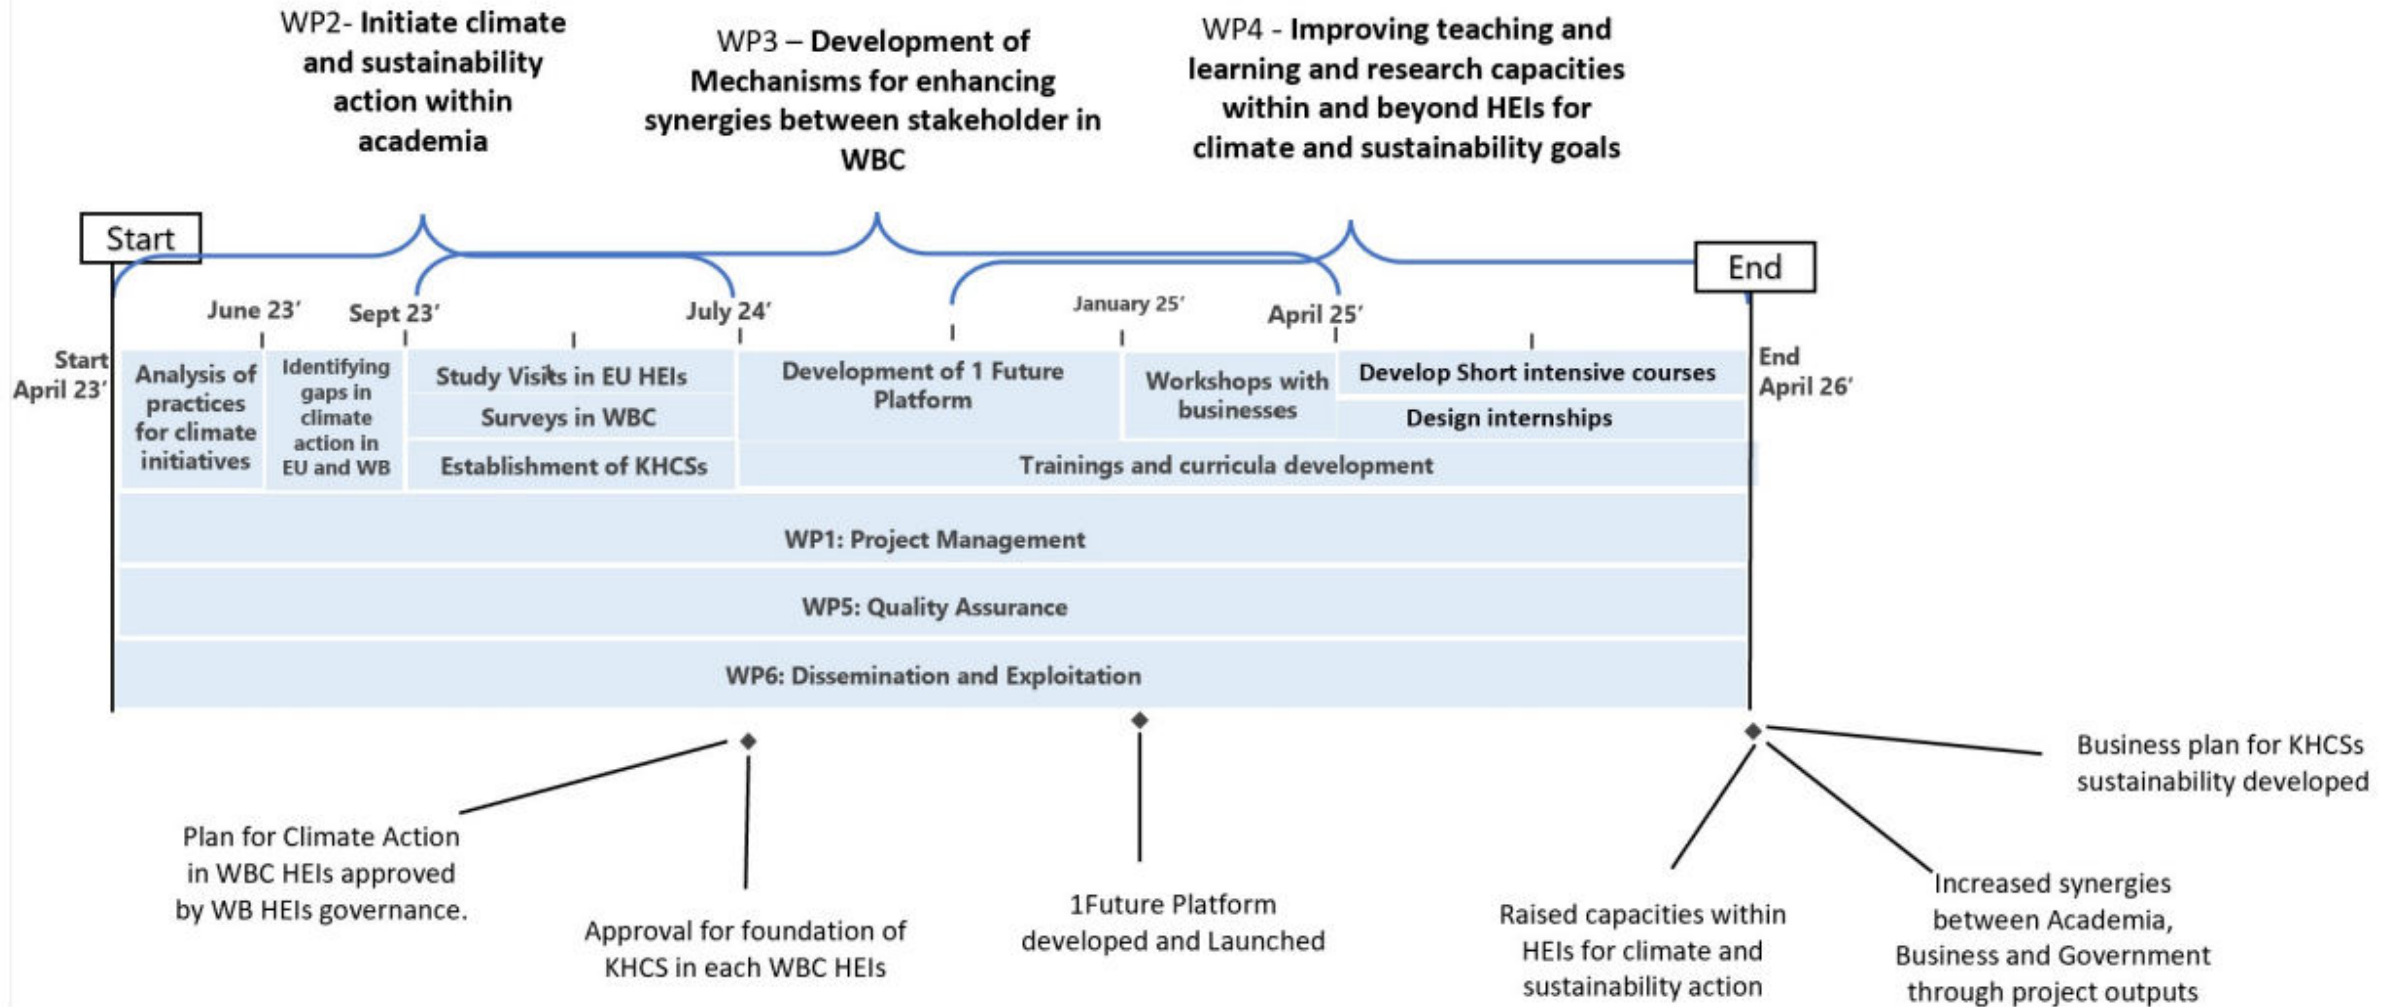 WP2- Initiate climate
and sustainability
action within
academia
WP3 – Development of
Mechanisms for enhancing
synergies between stakeholder in
WBC
WP4 - Improving teaching and
learning and research capacities
within and beyond HEIs for
climate and sustainability goals
Start
End
June 23′
Sept 23′
July 24′
January 25′
April 25′
Start
April 23′
End
April 26′
Analysis of
practices
for climate
initiatives
Identifying
gaps in
climate
action in
EU and WB
Study Visits in EU HEIs
Surveys in WBC
Establishment of KHCSs
Development of 1 Future
Platform
Workshops with
businesses
Develop Short intensive courses
Design internships
Trainings and curricula development
WP1: Project Management
WP5: Quality Assurance
WP6: Dissemination and Exploitation
Plan for Climate Action
in WBC HEIs approved
by WB HEIs governance.
Approval for foundation of
KHCS in each WBC HEIs
1Future Platform
developed and Launched
Raised capacities within
HEIs for climate and
sustainability action
Increased synergies
between Academia,
Business and Government
through project outputs
Business plan for KHCSs
sustainability developed